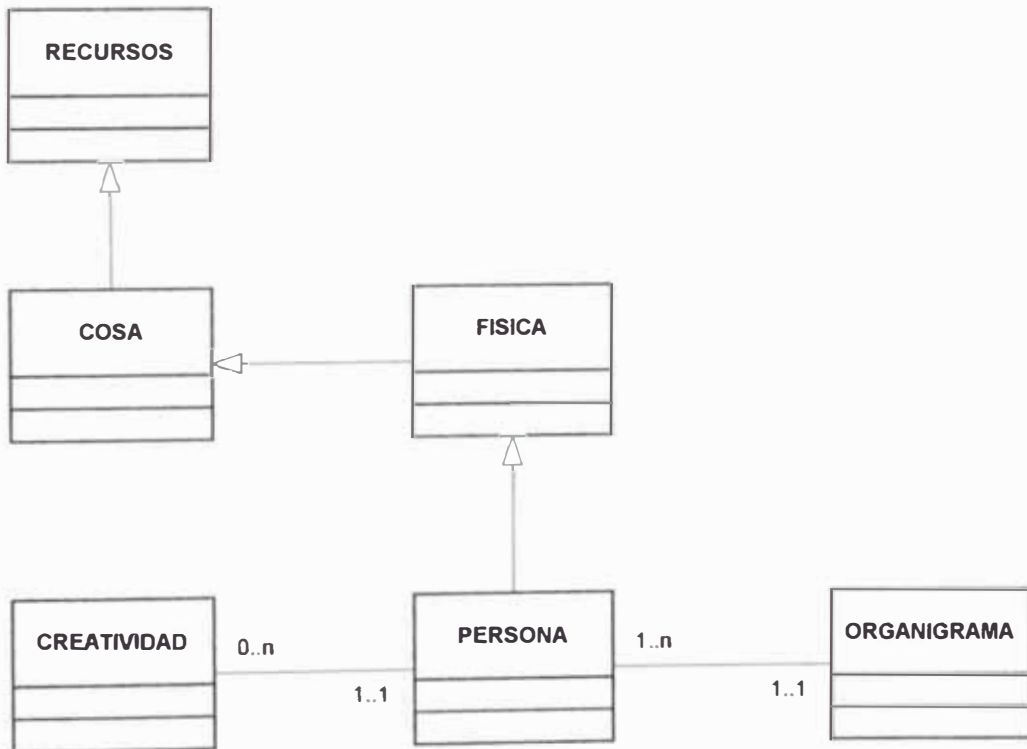 RECURSOS
COSA
FISICA
CREATIVIDAD
0..n
1..1
PERSONA
1..n
1..1
ORGANIGRAMA